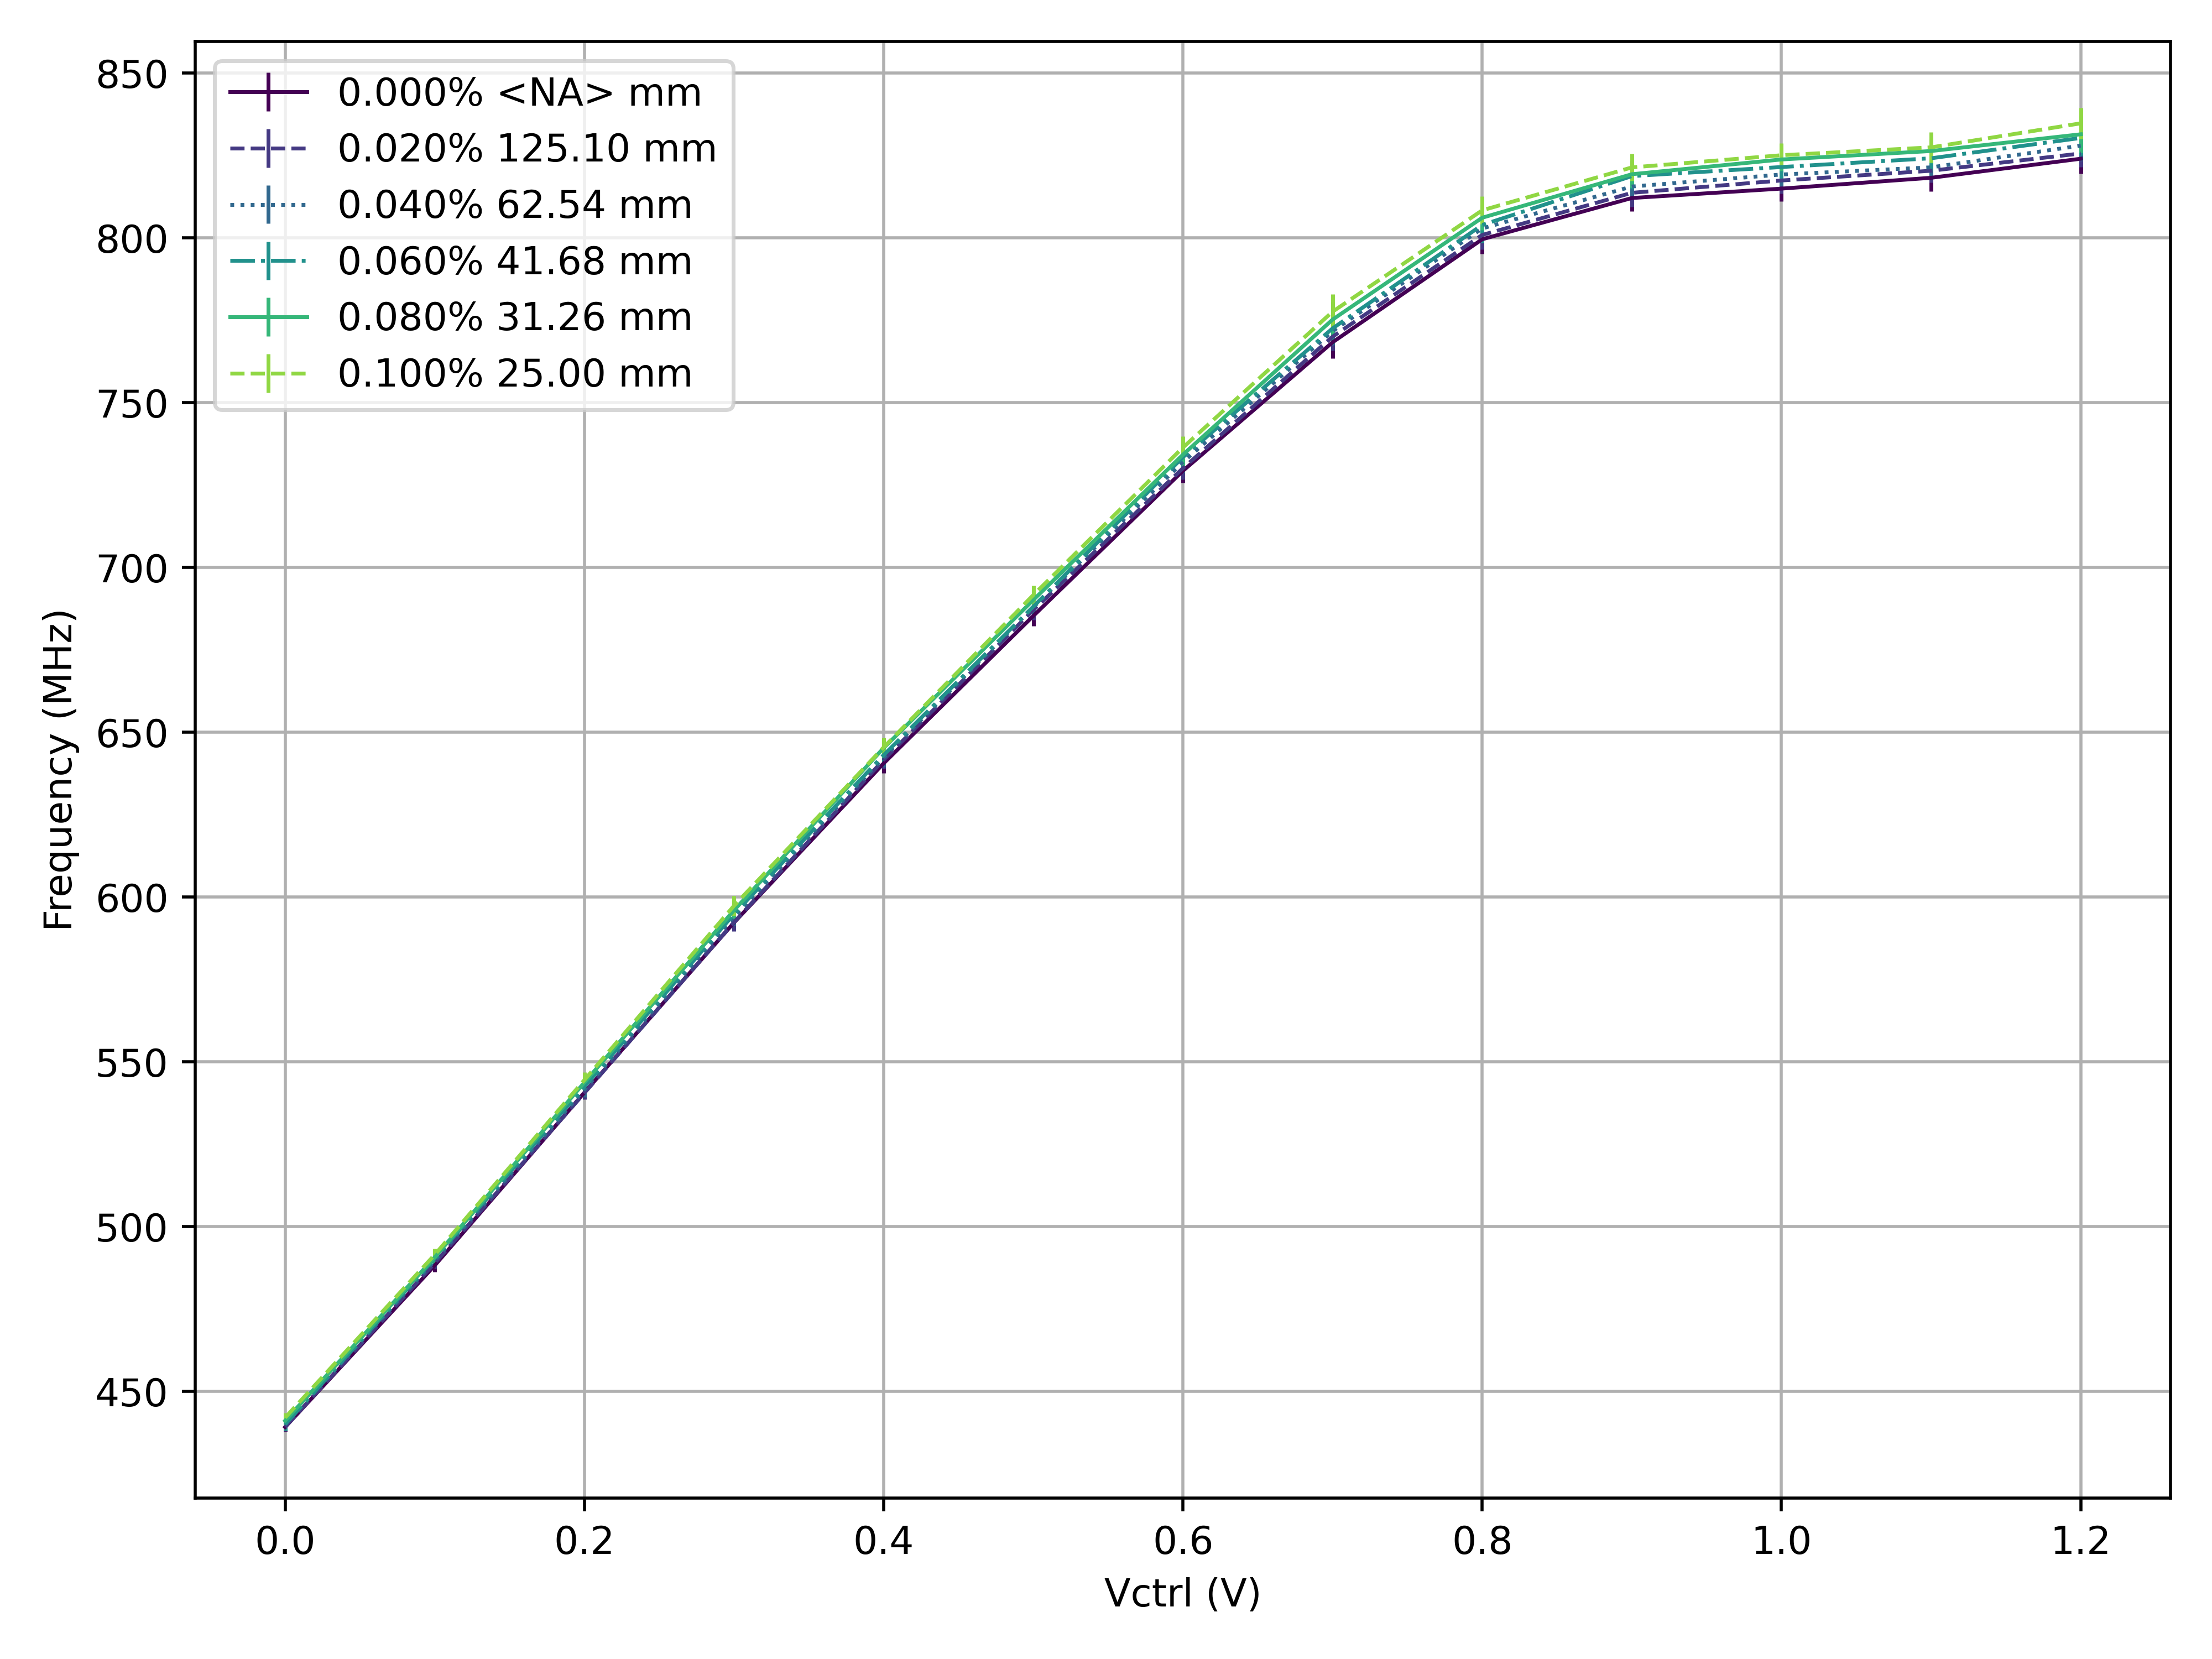 850
800
750
700
650
600
550
500
450
Frequency (MHz)
0.000% <NA> mm
0.020% 125.10 mm
0.040% 62.54 mm
0.060% 41.68 mm
0.080% 31.26 mm
0.100% 25.00 mm
0.0 0.2 0.4 0.6 0.8 1.0 1.2
Vctrl (V)